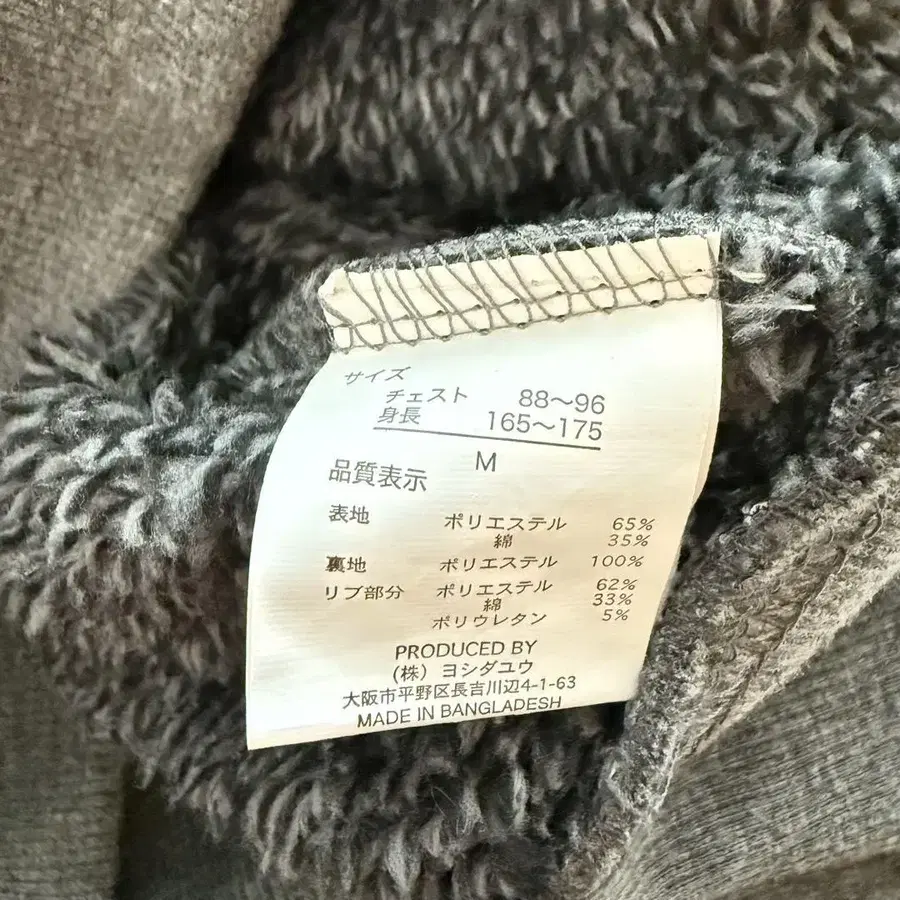 サイズ
チェスト 88〜96
身長 165〜175
M
品質表示
表地 ポリエステル 65%
綿 35%
裏地 ポリエステル 100%
リブ部分 ポリエステル 62%
綿 33%
ポリウレタン 5%
PRODUCED BY
(株) ヨシダユウ
大阪市平野区長吉川辺4-1-63
MADE IN BANGLADESH